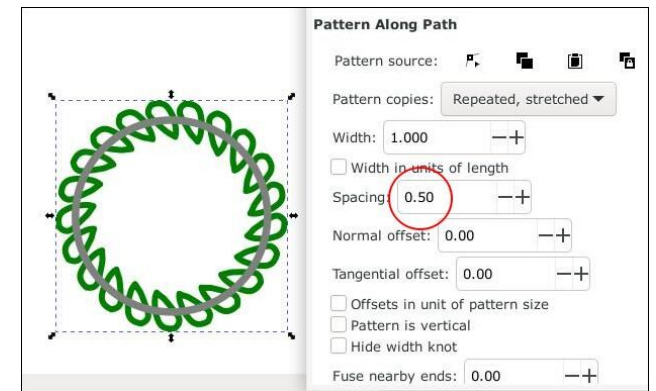 Pattern Along Path
Pattern source:
Pattern copies: Repeated, stretched
Width: 1.000
Width in units of length
Spacing: 0.50
Normal offset: 0.00
Tangential offset: 0.00
Offsets in unit of pattern size
Pattern is vertical
Hide width knot
Fuse nearby ends: 0.00